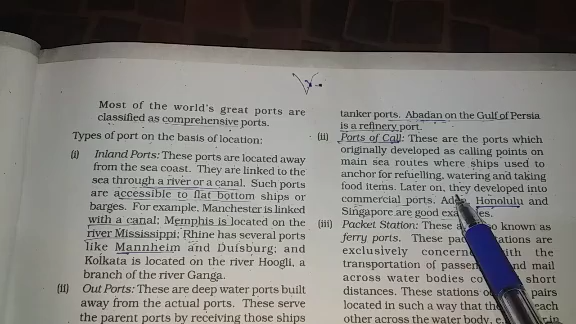 Most of the world's great ports are
classified as comprehensive ports.
Types of port on the basis of location:
(i) Inland Ports: These ports are located away
from the sea coast. They are linked to the
sea through a river or a canal. Such ports
are accessible to flat bottom ships or
barges. For example, Manchester is linked
with a canal; Memphis is located on the
river Mississippi; Rhine has several ports
like Mannheim and Duisburg; and
Kolkata is located on the river Hoogli, a
branch of the river Ganga.
(ii) Out Ports: These are deep water ports built
away from the actual ports. These serve
the parent ports by receiving those ships
tanker ports. Abadan on the Gulf of Persia
is a refinery port.
(ii) Ports of Call: These are the ports which
originally developed as calling points on
main sea routes where ships used to
anchor for refuelling, watering and taking
food items. Later on, they developed into
commercial ports. Honolulu and
Singapore are good
(iii) Packet Station: These known as
ferry ports. These are
exclusively with the
transportation of and mail
across water bodies short
distances. These stations pairs
located in such a way that each
other across the water body,